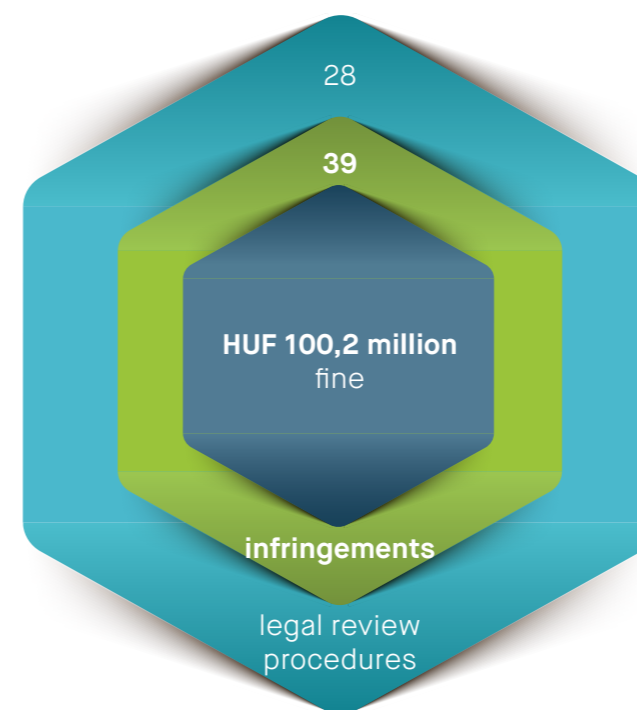 28
39
HUF 100,2 million
fine
infringements
legal review
procedures